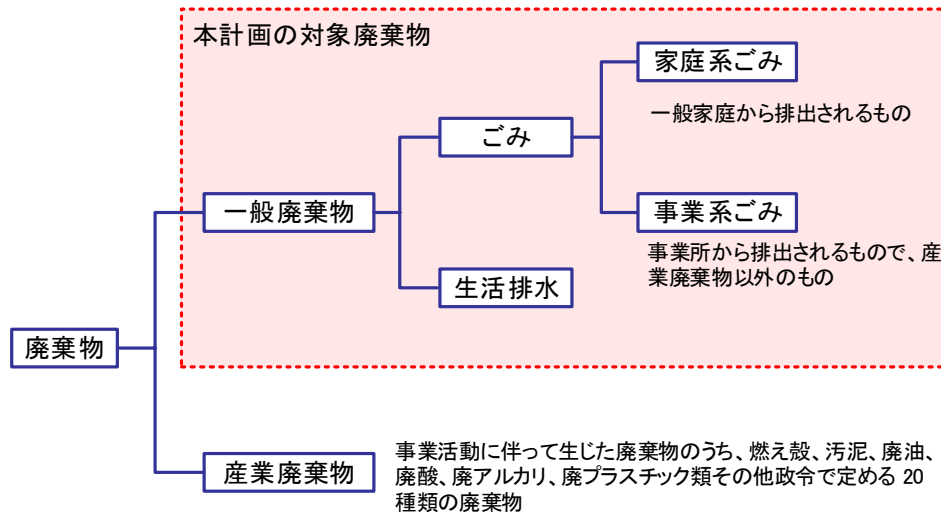 本計画の対象廃棄物
家庭系ごみ
一般家庭から排出されるもの
ごみ
一般廃棄物
事業系ごみ
事業所から排出されるもので、産
業廃棄物以外のもの
生活排水
廃棄物
産業廃棄物
事業活動に伴って生じた廃棄物のうち、燃え殻、汚泥、廃油、
廃酸、廃アルカリ、廃プラスチック類その他政令で定める 20
種類の廃棄物